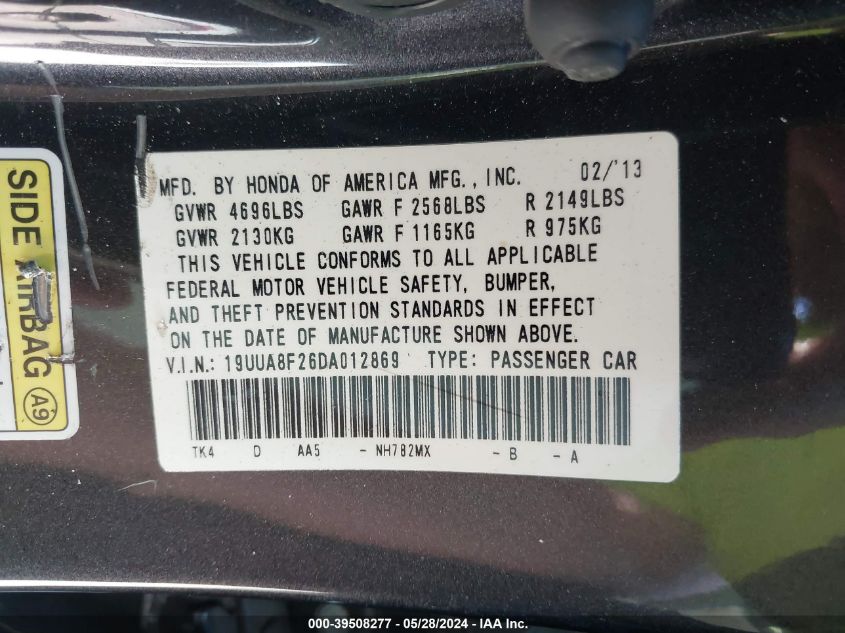 MFD. BY HONDA OF AMERICA MFG., INC. 02/'13
GVWR 4696LBS GAWR F 2568LBS R 2149LBS
GVWR 2130KG GAWR F 1165KG R 975KG
THIS VEHICLE CONFORMS TO ALL APPLICABLE
FEDERAL MOTOR VEHICLE SAFETY, BUMPER,
AND THEFT PREVENTION STANDARDS IN EFFECT
ON THE DATE OF MANUFACTURE SHOWN ABOVE.
V.I.N.: 19UUA8F26DA012869 TYPE: PASSENGER CAR
TK4 D AA5 - NH782MX - B - A
SIDE AIRBAG A9
000-39508277 - 05/28/2024 - IAAI.com